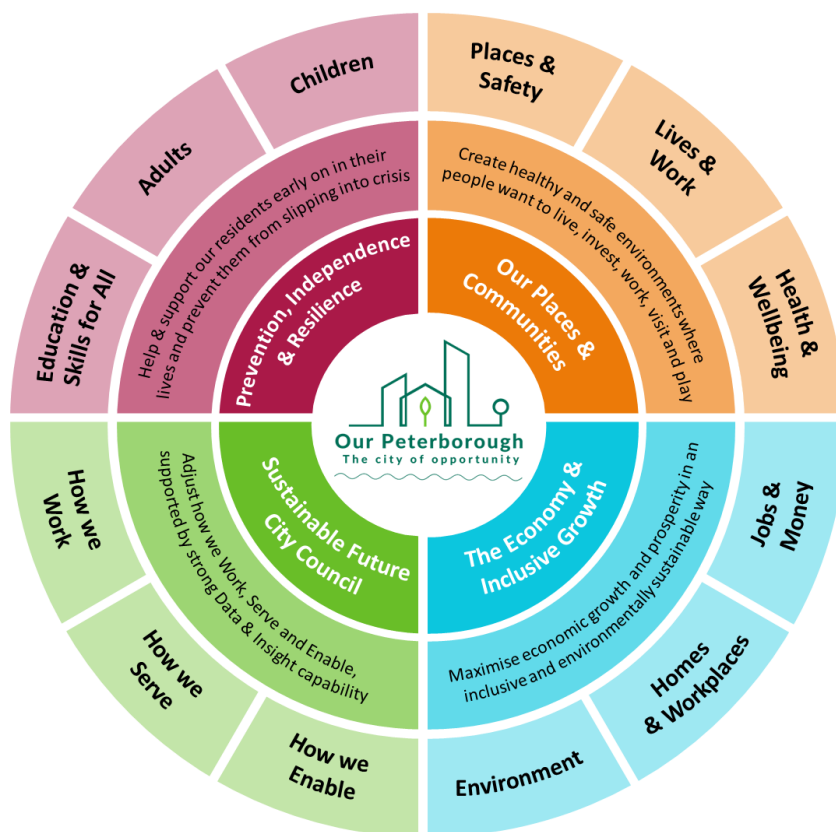 Our Peterborough
The city of opportunity
Prevention, Independence
& Resilience
Help & support our residents early on in their
lives and prevent them from slipping into crisis
Education &
Skills for All
Adults
Children
Our Places &
Communities
Create healthy and safe environments where
people want to live, invest, work, visit and play
Places &
Safety
Lives &
Work
Health &
Wellbeing
The Economy &
Inclusive Growth
Maximise economic growth and prosperity in an
inclusive and environmentally sustainable way
Jobs &
Money
Homes
& Workplaces
Environment
Sustainable Future
City Council
Adjust how we Work, Serve and Enable,
supported by strong Data & Insight capability
How we
Enable
How we
Serve
How we
Work